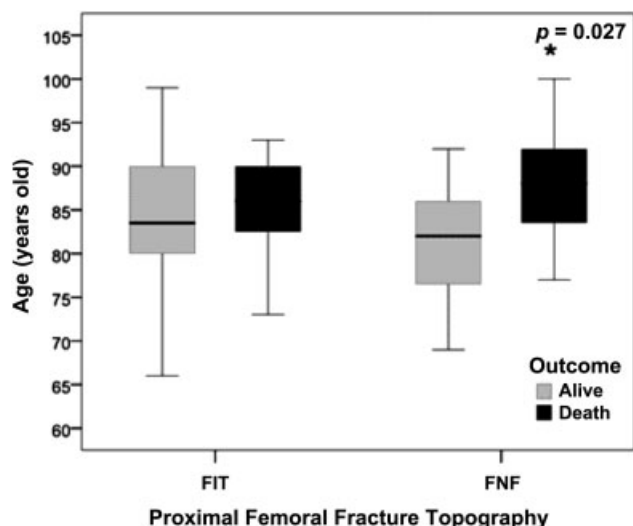 p = 0.027
*
105
100
95
90
85
80
75
70
65
60
Age (years old)
Outcome
Alive
Death
FIT FNF
Proximal Femoral Fracture Topography